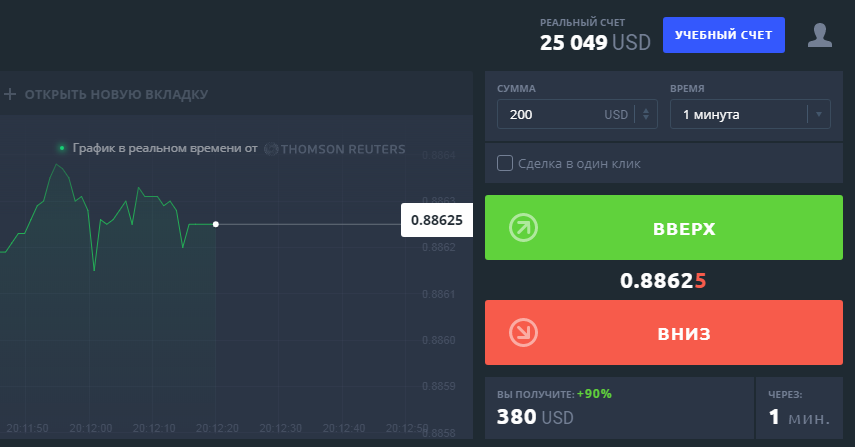 РЕАЛЬНЫЙ СЧЕТ
25 049 USD
УЧЕБНЫЙ СЧЕТ
+ ОТКРЫТЬ НОВУЮ ВКЛАДКУ
СУММА
ВРЕМЯ
200 USD
1 минута
График в реальном времени от THOMSON REUTERS
Сделка в один клик
0.8864
0.8863
0.88625
0.8862
0.8861
0.8860
0.8859
0.8858
20:11:50 20:12:00 20:12:10 20:12:20 20:12:30 20:12:40 20:12:50
ВВЕРХ
0.88625
ВНИЗ
ВЫ ПОЛУЧИТЕ: +90%
380 USD
ЧЕРЕЗ:
1 мин.